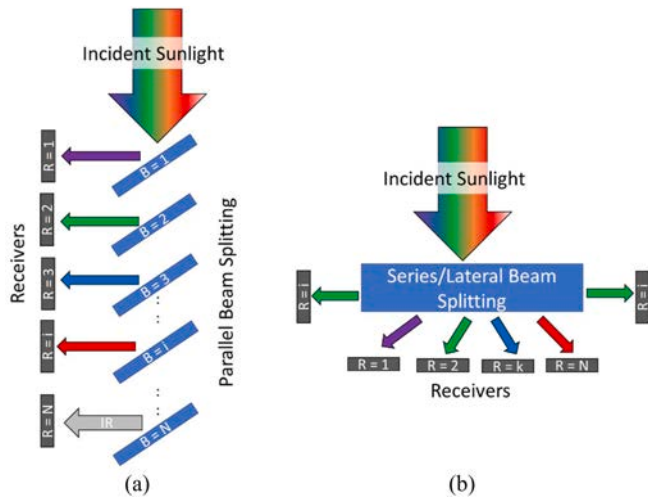 Incident Sunlight
Receivers
R = 1
R = 2
R = 3
R = i
R = N
B = 1
B = 2
B = 3
B = i
B = N
IR
Parallel Beam Splitting
(a)
Incident Sunlight
Series/Lateral Beam
Splitting
R = i
R = i
R = 1
R = 2
R = k
R = N
Receivers
(b)